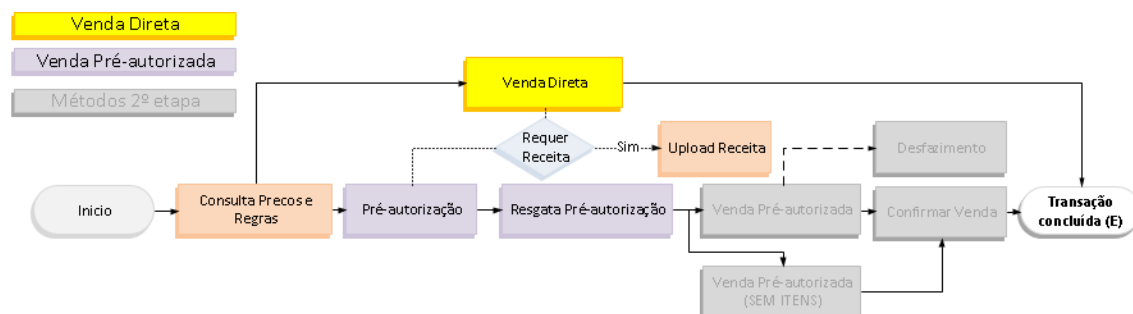 Venda Direta
Venda Pré-autorizada
Métodos 2º etapa
Venda Direta
Requer
Receita
Sim
Upload Receita
Desfazimento
Inicio
Consulta Precos e
Regras
Pré-autorização
Resgata Pré-autorização
Venda Pré-autorizada
Confirmar Venda
Transação
concluída (E)
Venda Pré-autorizada
(SEM ITENS)